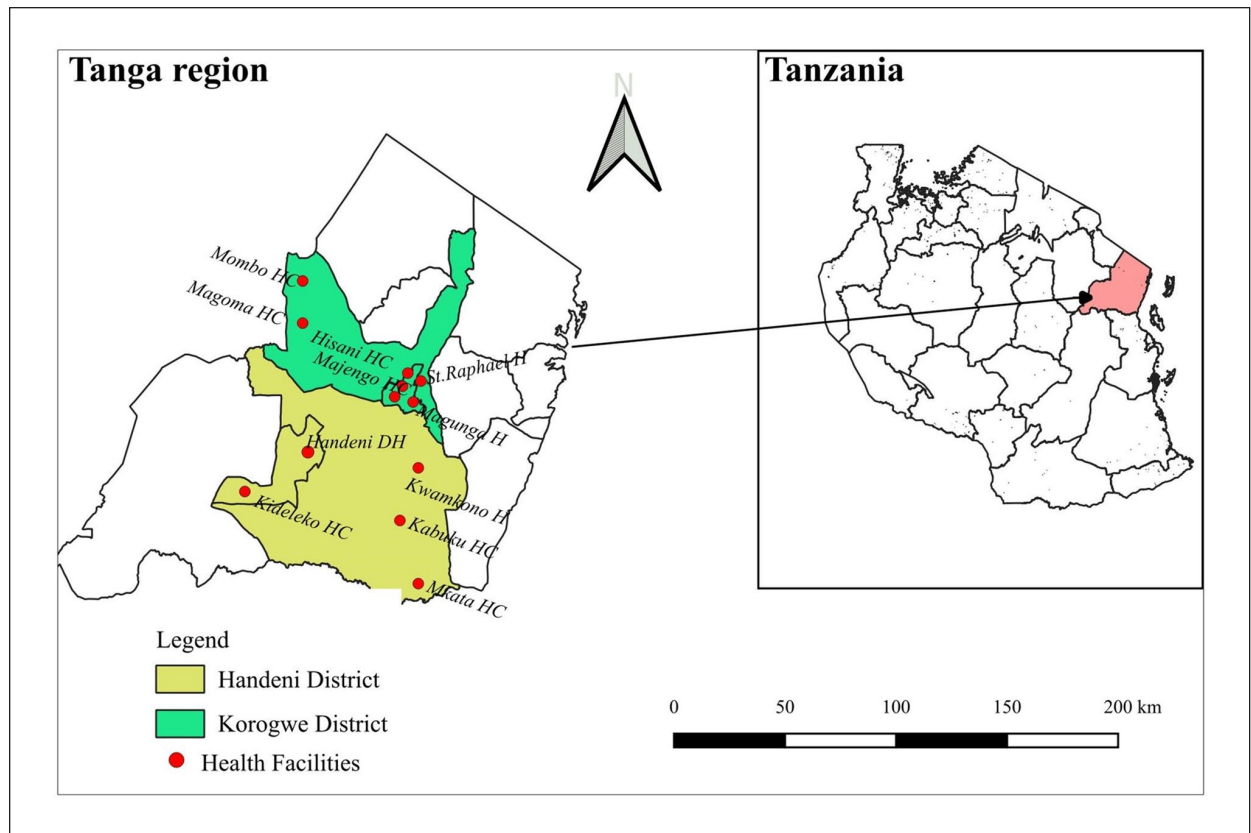 Tanga region
Tanzania
N
Mombo HC
Magoma HC
Hisani HC
Majengo HC
St.Raphael H
Magunga H
Handeni DH
Kwamkono H
Kideleko HC
Kabuku HC
Mkata HC
Legend
Handeni District
Korogwe District
Health Facilities
0 50 100 150 200 km